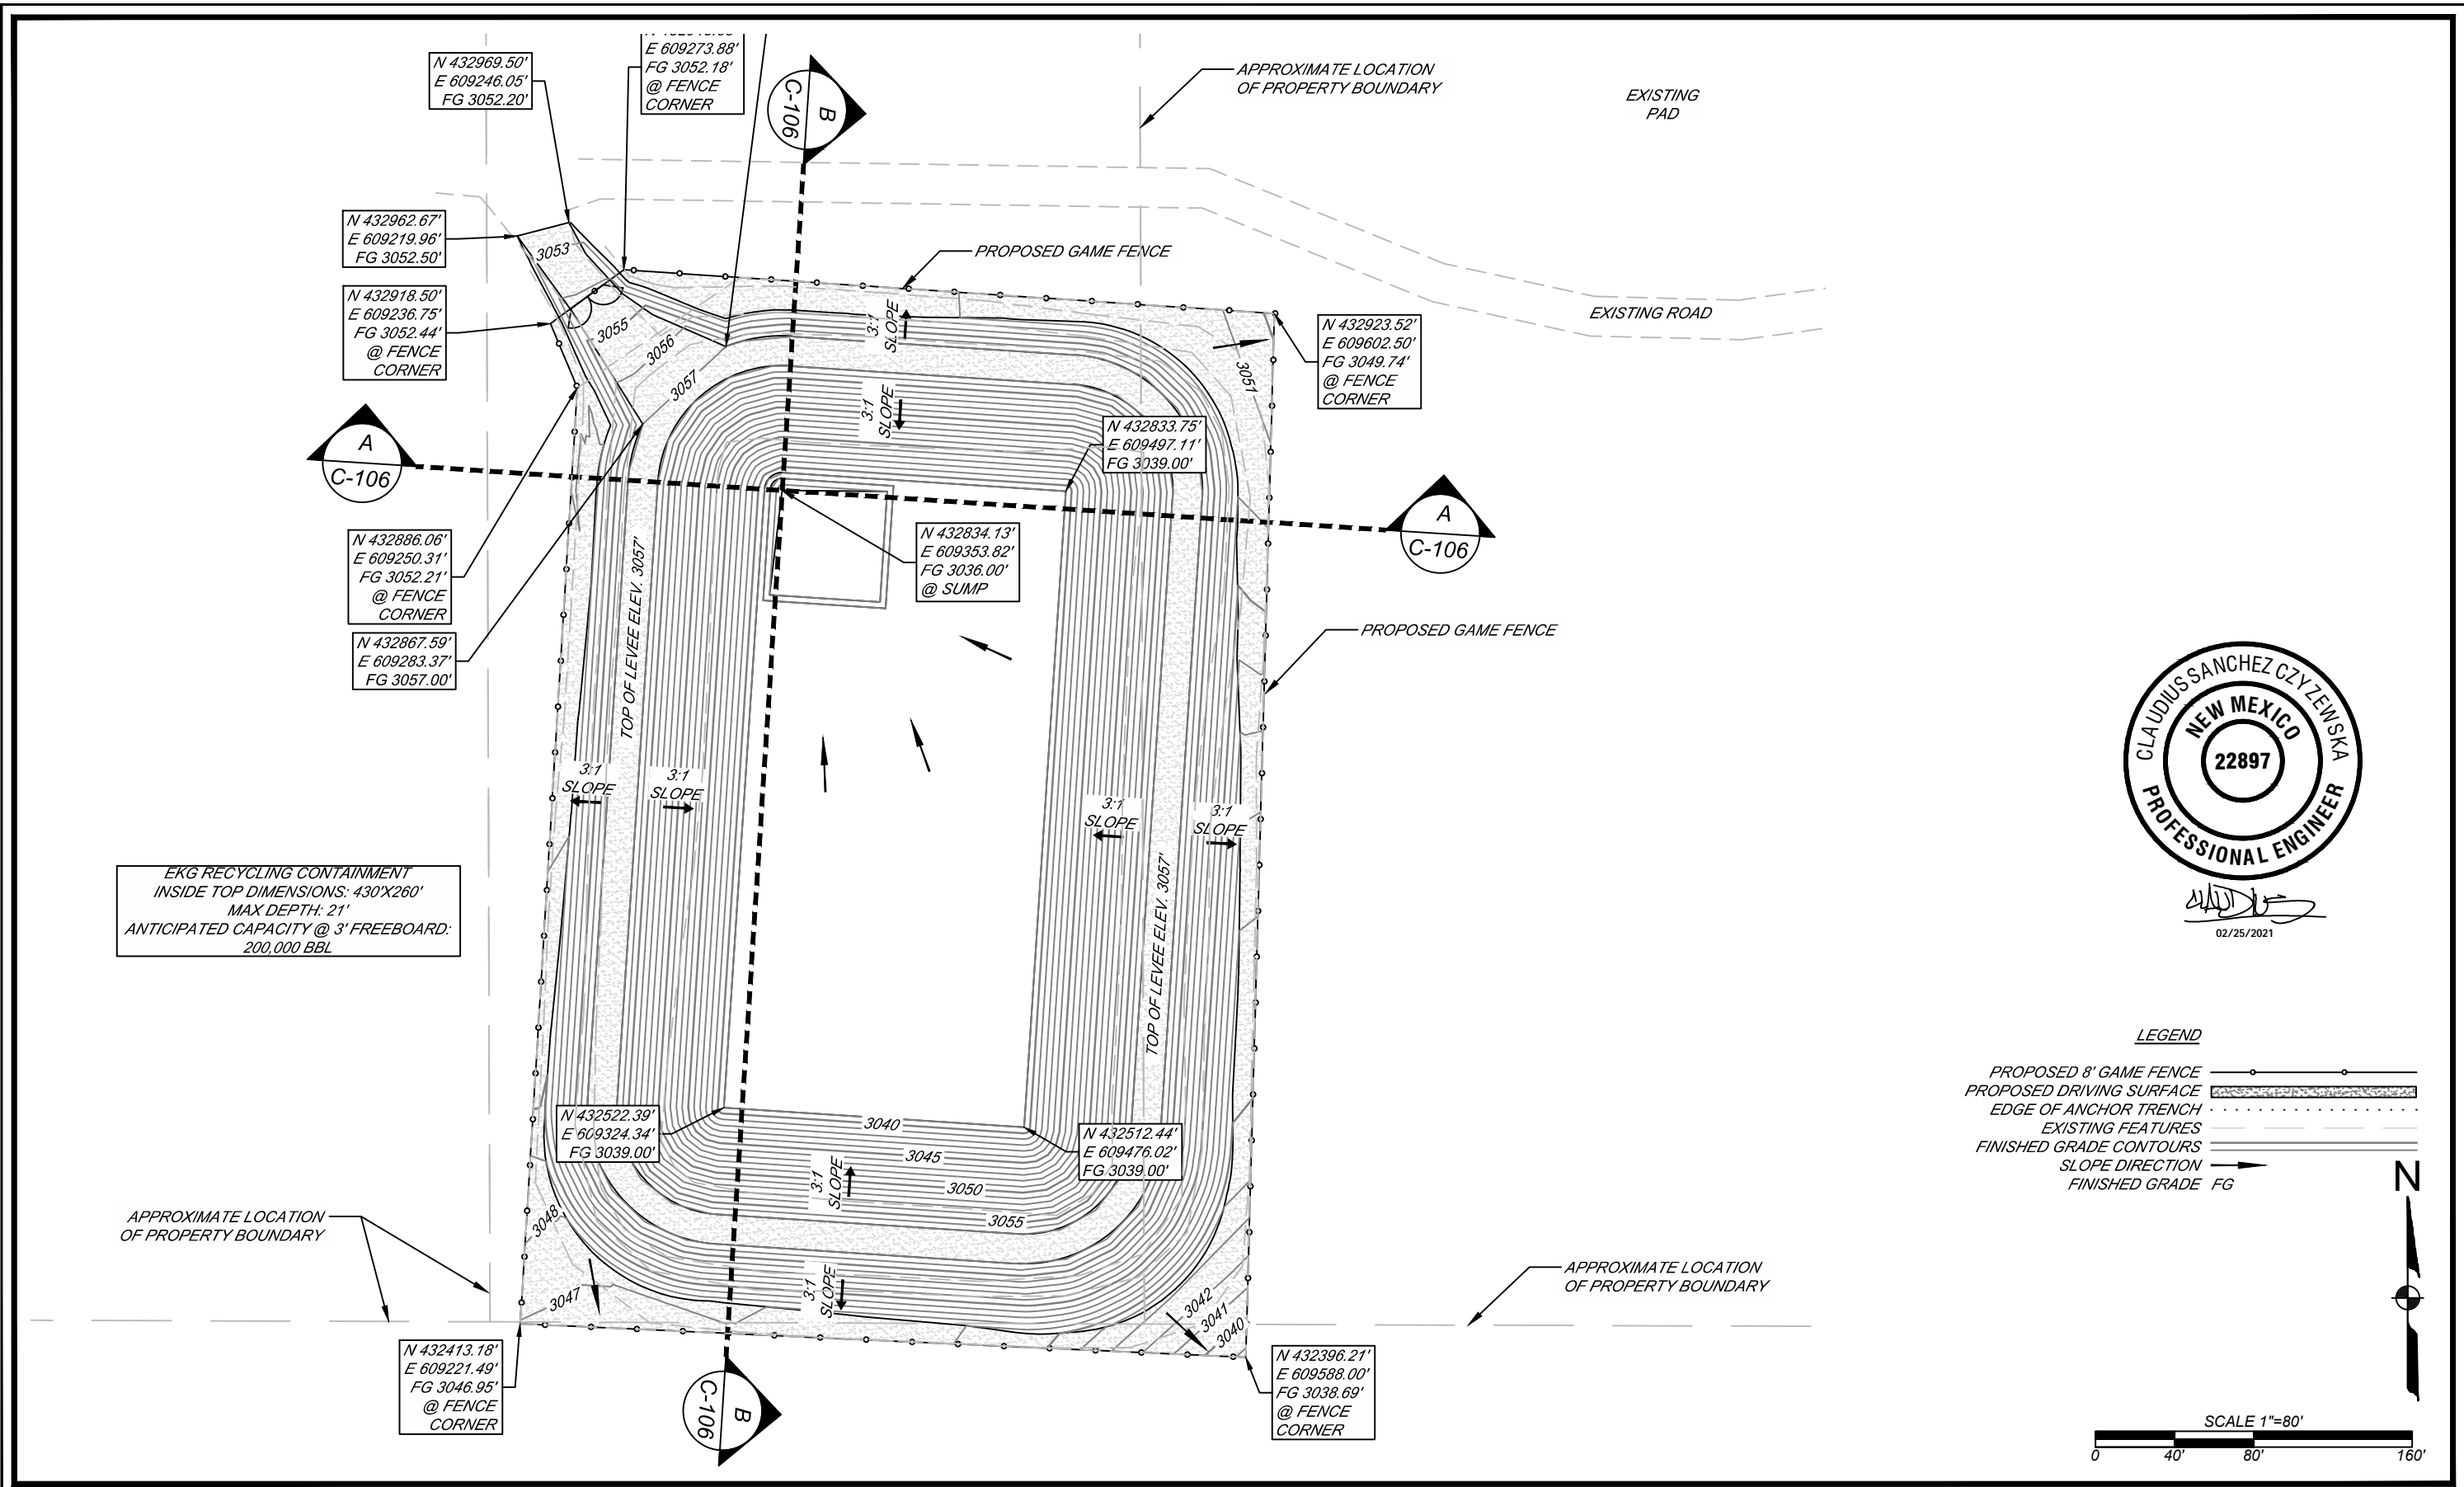 E 609273.88'
FG 3052.18'
@ FENCE
CORNER
N 432969.50'
E 609246.05'
FG 3052.20'
B
C-106
APPROXIMATE LOCATION
OF PROPERTY BOUNDARY
EXISTING
PAD
N 432962.67'
E 609219.96'
FG 3052.50'
3053
PROPOSED GAME FENCE
N 432918.50'
E 609236.75'
FG 3052.44'
@ FENCE
CORNER
3055
3056
3057
3:1
SLOPE
EXISTING ROAD
N 432923.52'
E 609602.50'
FG 3049.74'
@ FENCE
CORNER
3051
3:1
SLOPE
N 432833.75'
E 609497.11'
FG 3039.00'
A
C-106
A
C-106
N 432886.06'
E 609250.31'
FG 3052.21'
@ FENCE
CORNER
N 432834.13'
E 609353.82'
FG 3036.00'
@ SUMP
TOP OF LEVEE ELEV. 3057'
N 432867.59'
E 609283.37'
FG 3057.00'
PROPOSED GAME FENCE
3:1
SLOPE
3:1
SLOPE
3:1
SLOPE
3:1
SLOPE
TOP OF LEVEE ELEV. 3057'
EKG RECYCLING CONTAINMENT
INSIDE TOP DIMENSIONS: 430'X260'
MAX DEPTH: 21'
ANTICIPATED CAPACITY @ 3' FREEBOARD:
200,000 BBL
CLAUDIUS SANCHEZ CZYZEWSKA
NEW MEXICO
22897
PROFESSIONAL ENGINEER
02/25/2021
N 432522.39'
E 609324.34'
FG 3039.00'
3040
3045
3050
3055
N 432512.44'
E 609476.02'
FG 3039.00'
3:1
SLOPE
3:1
SLOPE
3048
3047
3042
3041
3040
APPROXIMATE LOCATION
OF PROPERTY BOUNDARY
APPROXIMATE LOCATION
OF PROPERTY BOUNDARY
N 432413.18'
E 609221.49'
FG 3046.95'
@ FENCE
CORNER
B
C-106
N 432396.21'
E 609588.00'
FG 3038.69'
@ FENCE
CORNER
LEGEND
PROPOSED 8' GAME FENCE
PROPOSED DRIVING SURFACE
EDGE OF ANCHOR TRENCH
EXISTING FEATURES
FINISHED GRADE CONTOURS
SLOPE DIRECTION
FINISHED GRADE FG
N
SCALE 1"=80'
0 40' 80' 160'